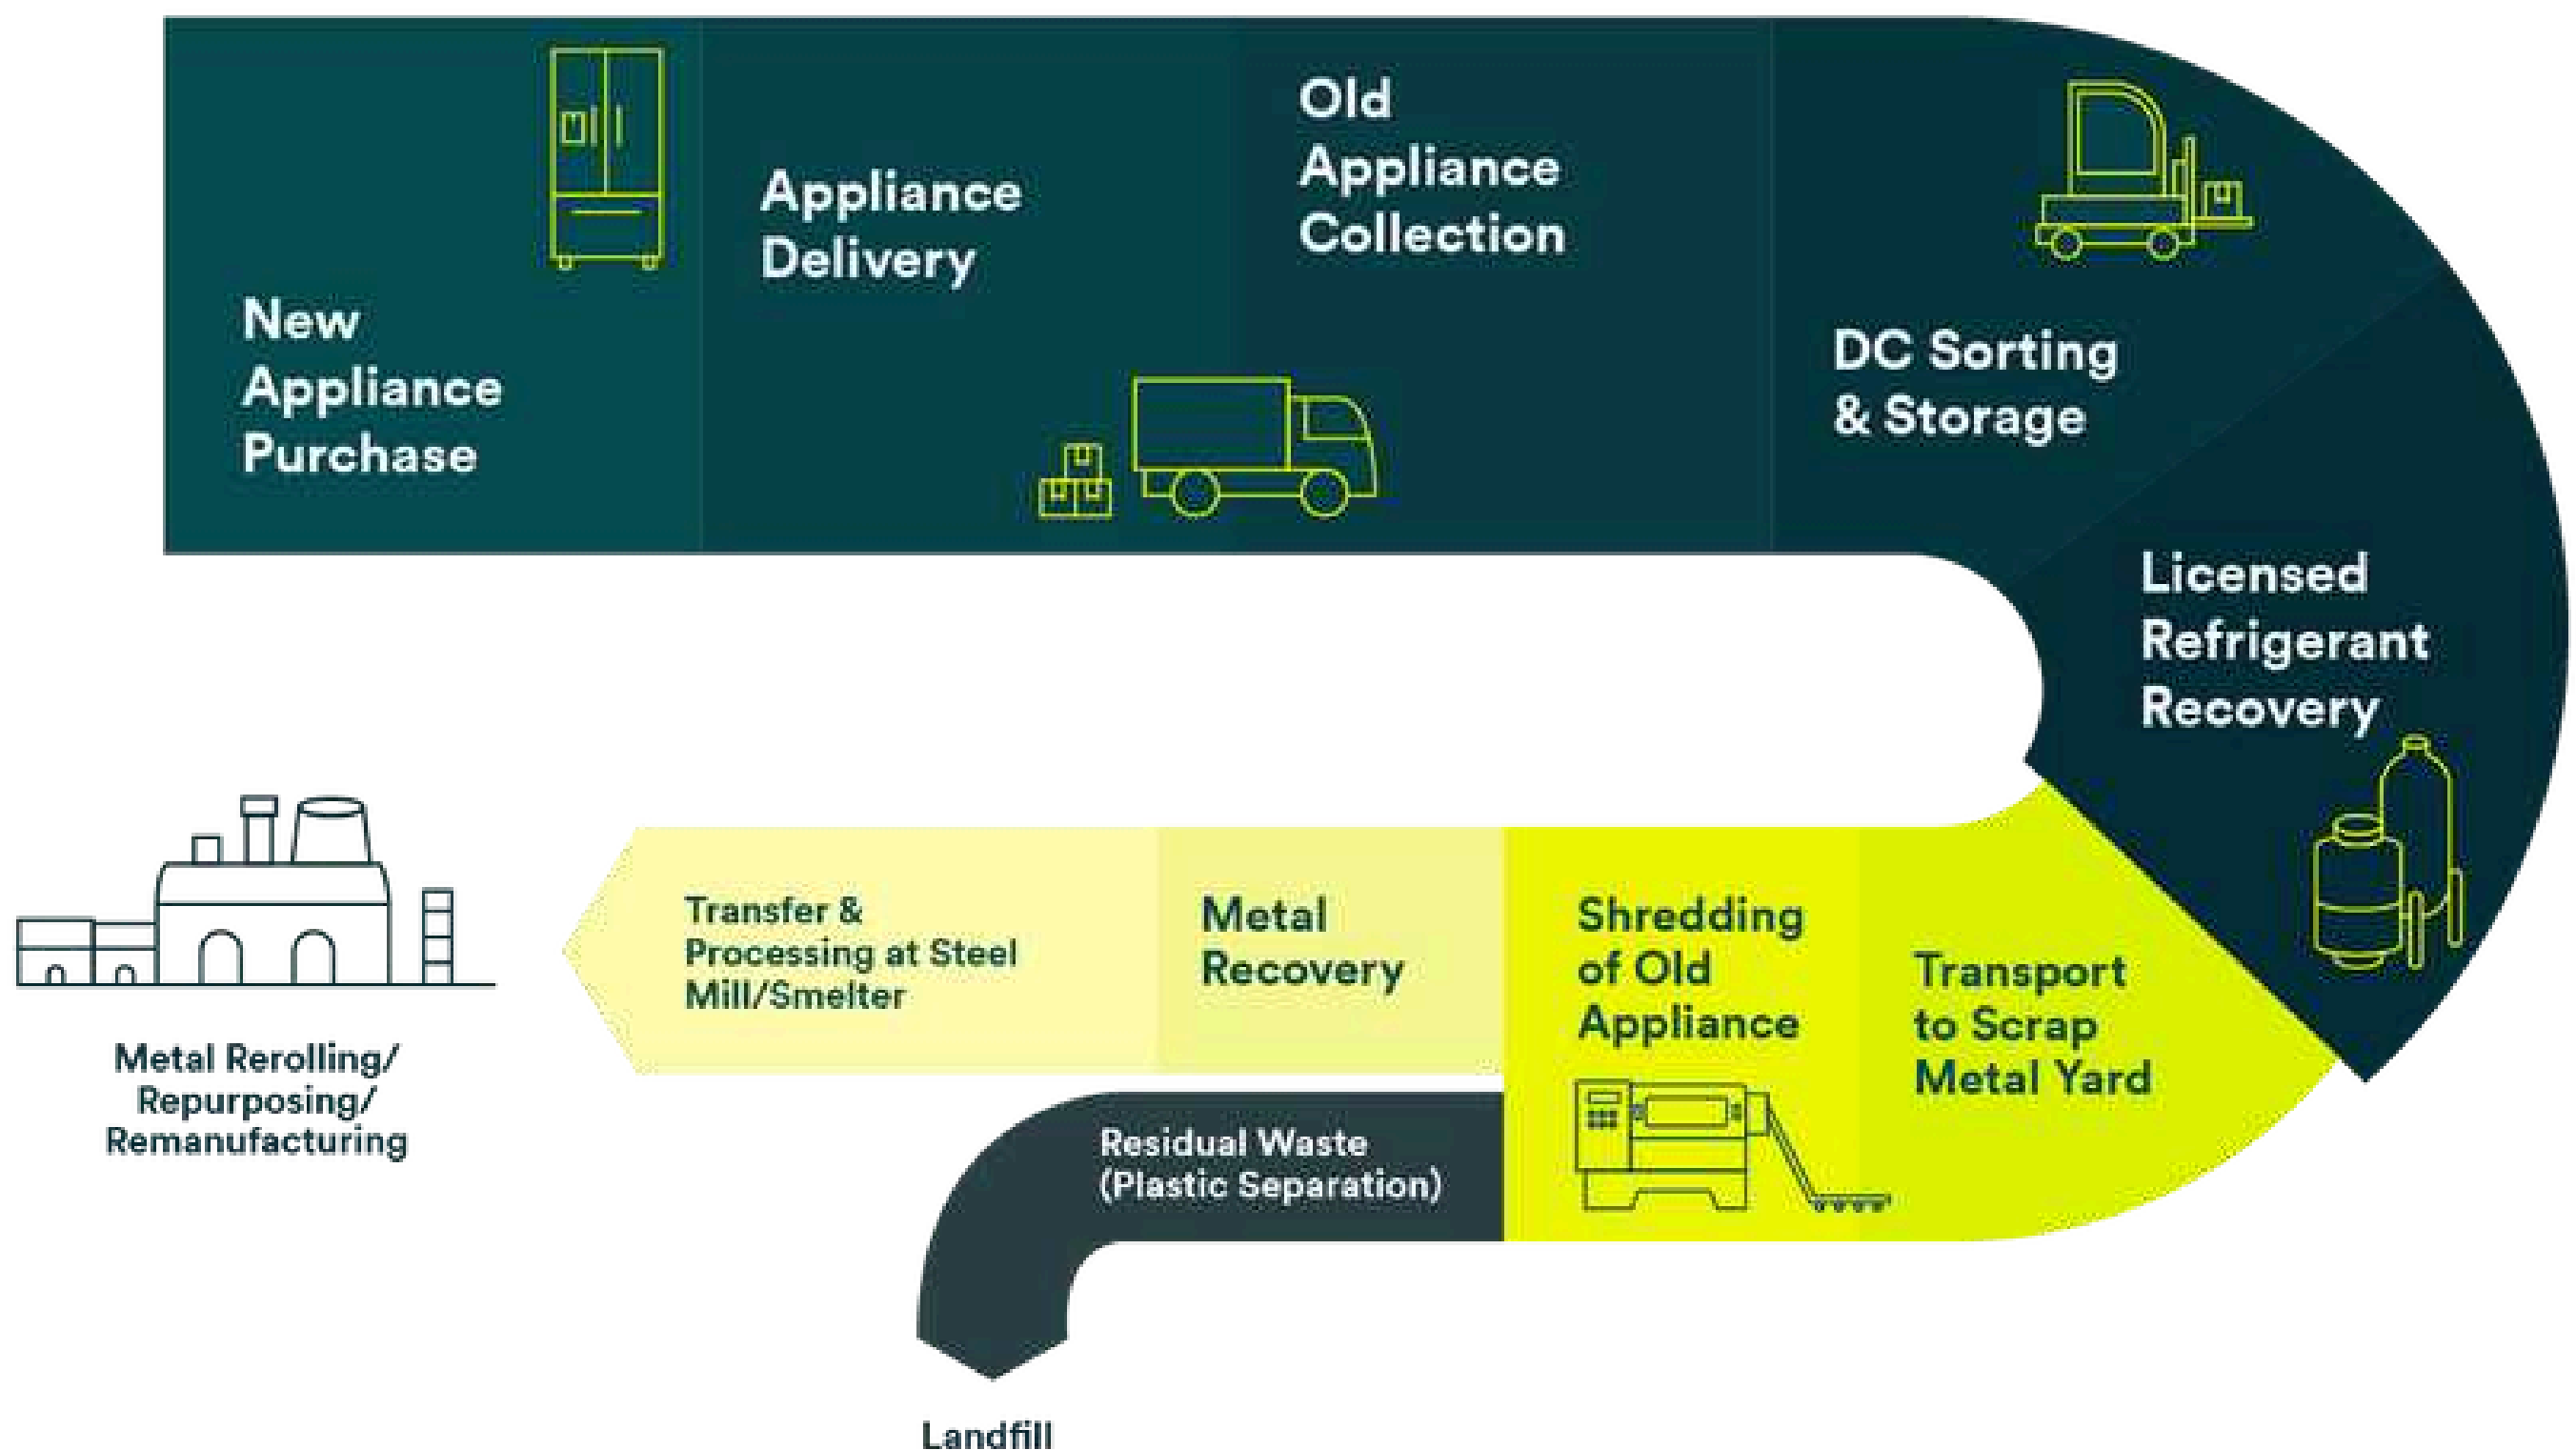 New
Appliance
Purchase
Appliance
Delivery
Old
Appliance
Collection
DC Sorting
& Storage
Licensed
Refrigerant
Recovery
Transport
to Scrap
Metal Yard
Shredding
of Old
Appliance
Metal
Recovery
Transfer &
Processing at Steel
Mill/Smelter
Metal Rerolling/
Repurposing/
Remanufacturing
Residual Waste
(Plastic Separation)
Landfill